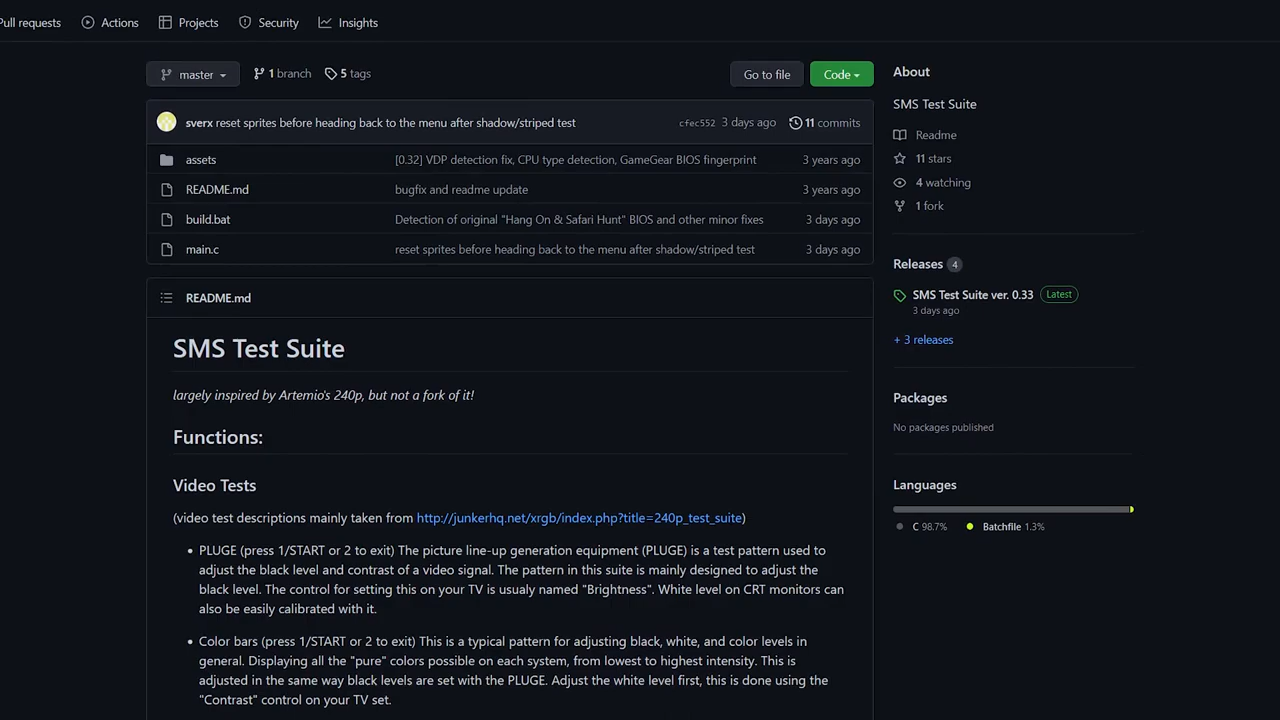 Pull requests Actions Projects Security Insights
master 1 branch 5 tags Go to file Code
sverx reset sprites before heading back to the menu after shadow/striped test cfec552 3 days ago 11 commits
assets [0.32] VDP detection fix, CPU type detection, GameGear BIOS fingerprint 3 years ago
README.md bugfix and readme update 3 years ago
build.bat Detection of original "Hang On & Safari Hunt" BIOS and other minor fixes 3 days ago
main.c reset sprites before heading back to the menu after shadow/striped test 3 days ago
README.md
SMS Test Suite
largely inspired by Artemio's 240p, but not a fork of it!
Functions:
Video Tests
(video test descriptions mainly taken from http://junkerhq.net/xrgb/index.php?title=240p_test_suite)
• PLUGE (press 1/START or 2 to exit) The picture line-up generation equipment (PLUGE) is a test pattern used to
adjust the black level and contrast of a video signal. The pattern in this suite is mainly designed to adjust the
black level. The control for setting this on your TV is usualy named "Brightness". White level on CRT monitors can
also be easily calibrated with it.
• Color bars (press 1/START or 2 to exit) This is a typical pattern for adjusting black, white, and color levels in
general. Displaying all the "pure" colors possible on each system, from lowest to highest intensity. This is
adjusted in the same way black levels are set with the PLUGE. Adjust the white level first, this is done using the
"Contrast" control on your TV set.
About
SMS Test Suite
Readme
11 stars
4 watching
1 fork
Releases 4
SMS Test Suite ver. 0.33 Latest
3 days ago
+ 3 releases
Packages
No packages published
Languages
C 98.7% Batchfile 1.3%